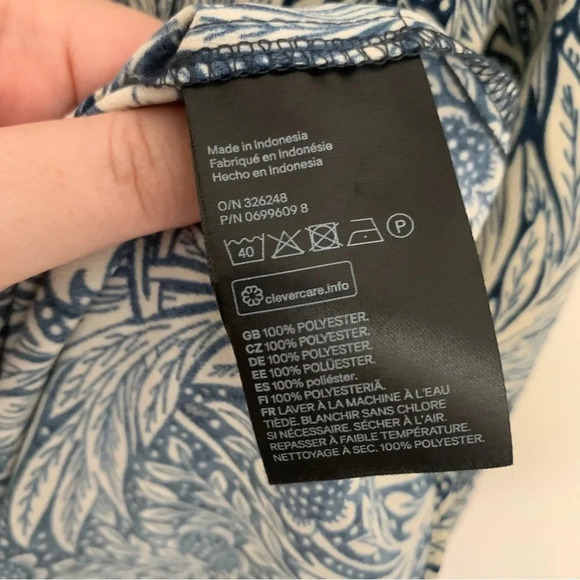 Made in Indonesia
Fabriqué en Indonésie
Hecho en Indonesia
O/N 326248
P/N 0699609 8
40 P
clevercare.info
GB 100% POLYESTER.
CZ 100% POLYESTER.
DE 100% POLYESTER.
EE 100% POLÜESTER.
ES 100% poliéster.
FI 100% POLYESTERIÄ.
FR LAVER À LA MACHINE À L'EAU
TIÈDE. BLANCHIR SANS CHLORE
SI NÉCESSAIRE. SÉCHER À L'AIR.
REPASSER À FAIBLE TEMPÉRATURE.
NETTOYAGE À SEC. 100% POLYESTER.